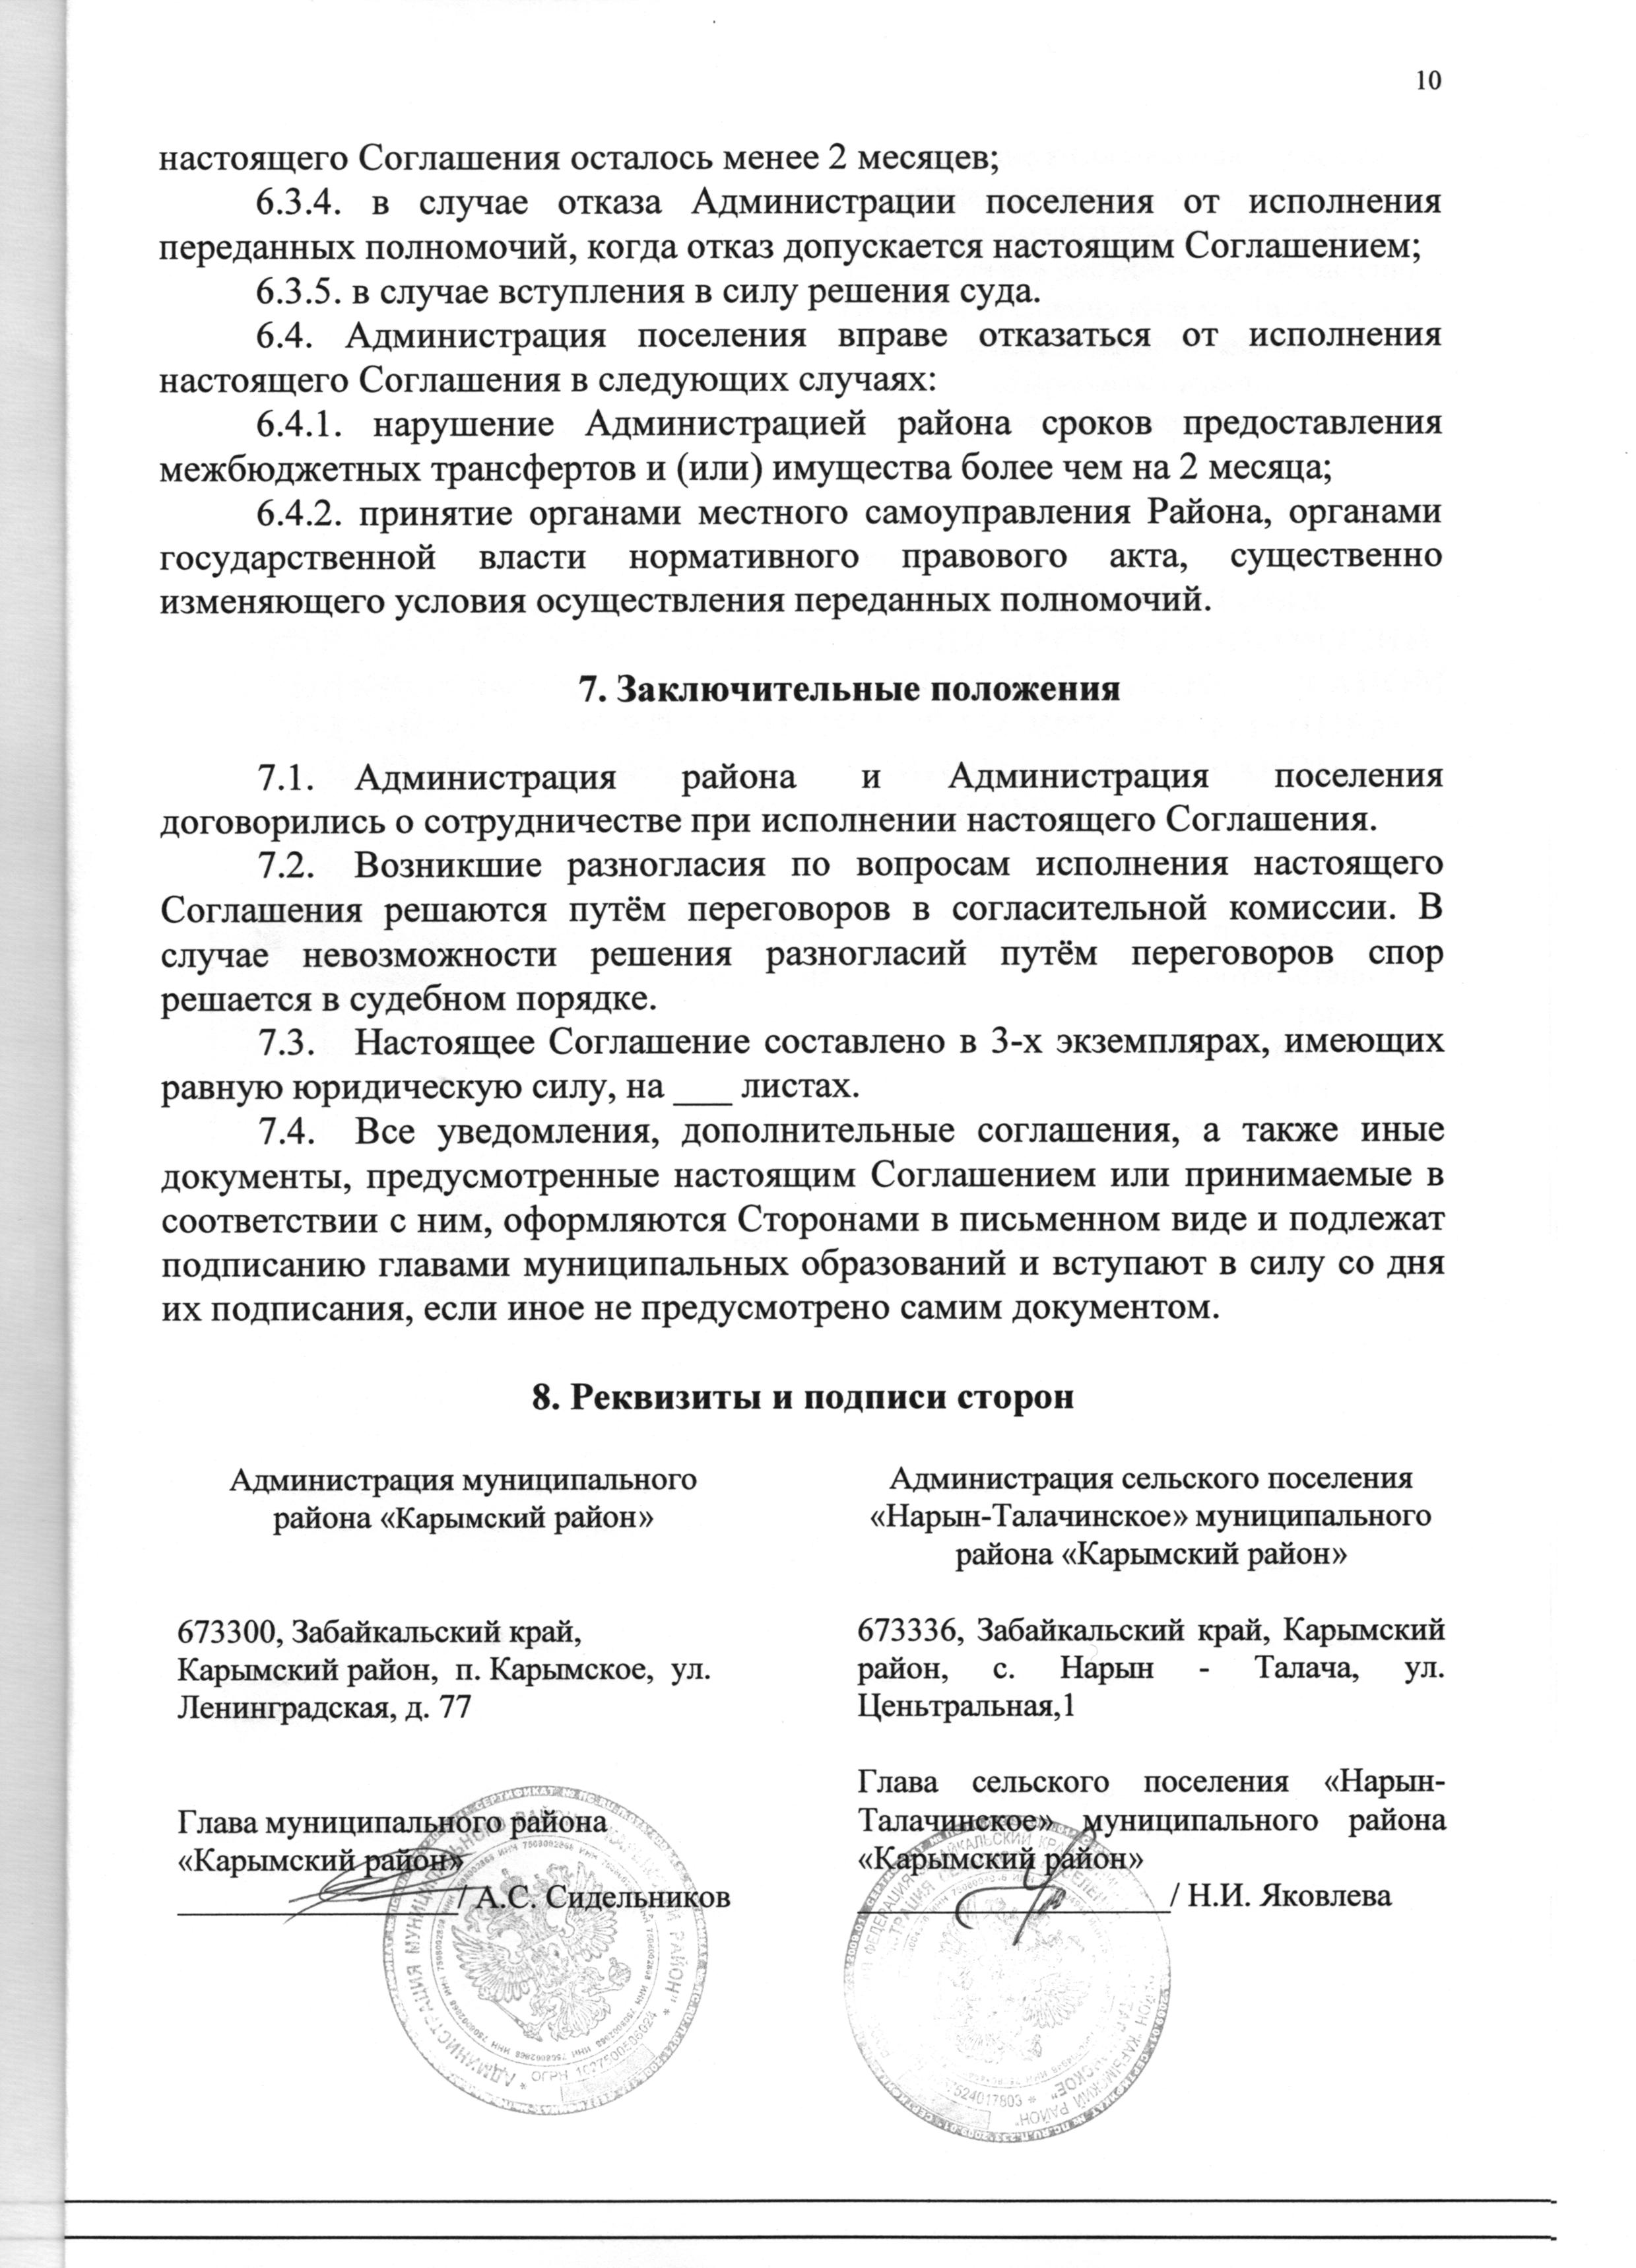 10
настоящего Соглашения осталось менее 2 месяцев;
6.3.4. в случае отказа Администрации поселения от исполнения
переданных полномочий, когда отказ допускается настоящим Соглашением;
6.3.5. в случае вступления в силу решения суда.
6.4. Администрация поселения вправе отказаться от исполнения
настоящего Соглашения в следующих случаях:
6.4.1. нарушение Администрацией района сроков предоставления
межбюджетных трансфертов и (или) имущества более чем на 2 месяца;
6.4.2. принятие органами местного самоуправления Района, органами
государственной власти нормативного правового акта, существенно
изменяющего условия осуществления переданных полномочий.
7. Заключительные положения
7.1. Администрация района и Администрация поселения
договорились о сотрудничестве при исполнении настоящего Соглашения.
7.2. Возникшие разногласия по вопросам исполнения настоящего
Соглашения решаются путём переговоров в согласительной комиссии. В
случае невозможности решения разногласий путём переговоров спор
решается в судебном порядке.
7.3. Настоящее Соглашение составлено в 3-х экземплярах, имеющих
равную юридическую силу, на ___ листах.
7.4. Все уведомления, дополнительные соглашения, а также иные
документы, предусмотренные настоящим Соглашением или принимаемые в
соответствии с ним, оформляются Сторонами в письменном виде и подлежат
подписанию главами муниципальных образований и вступают в силу со дня
их подписания, если иное не предусмотрено самим документом.
8. Реквизиты и подписи сторон
Администрация муниципального
района «Карымский район»
673300, Забайкальский край,
Карымский район, п. Карымское, ул.
Ленинградская, д. 77
Глава муниципального района
«Карымский район»
_________________/ А.С. Сидельников
Администрация сельского поселения
«Нарын-Талачинское» муниципального
района «Карымский район»
673336, Забайкальский край, Карымский
район, с. Нарын - Талача, ул.
Ценьтральная,1
Глава сельского поселения «Нарын-
Талачинское» муниципального района
«Карымский район»
___________________/ Н.И. Яковлева